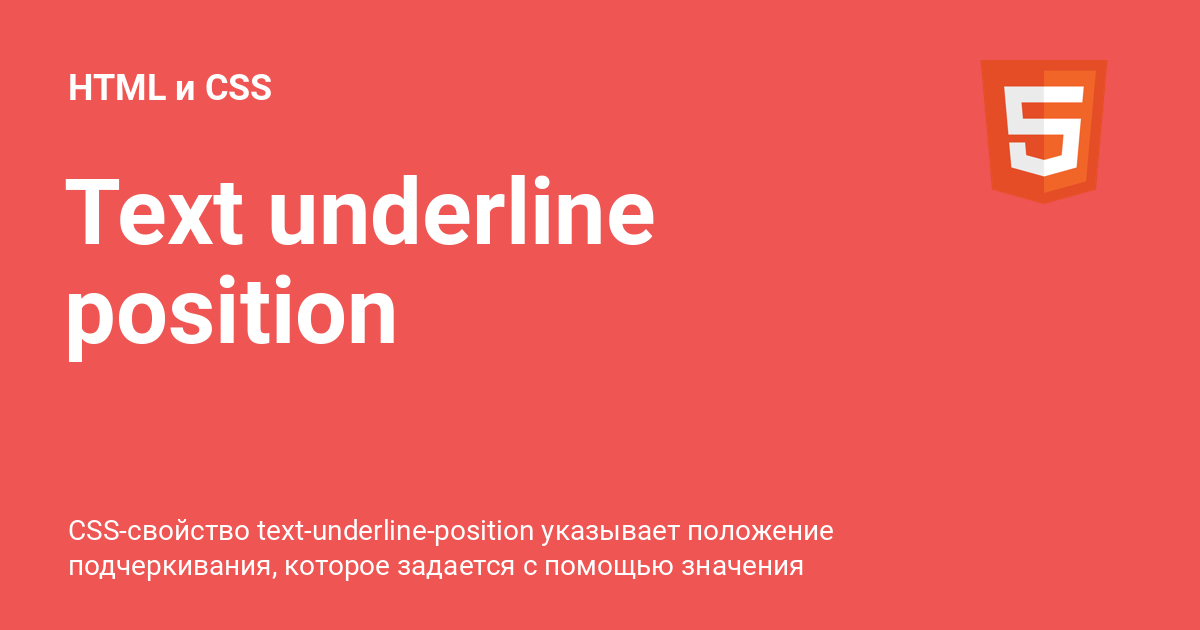 HTML и CSS
Text underline
position
CSS-свойство text-underline-position указывает положение
подчеркивания, которое задается с помощью значения